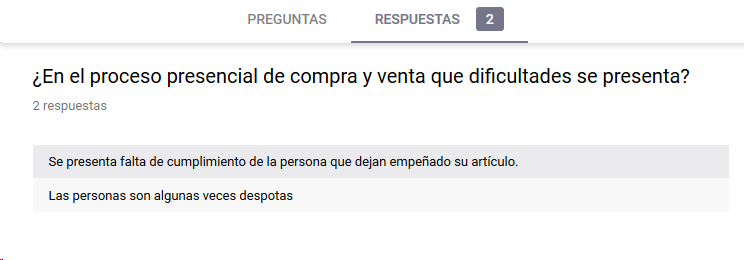 PREGUNTAS RESPUESTAS 2
¿En el proceso presencial de compra y venta que dificultades se presenta?
2 respuestas
Se presenta falta de cumplimiento de la persona que dejan empeñado su artículo.
Las personas son algunas veces despotas